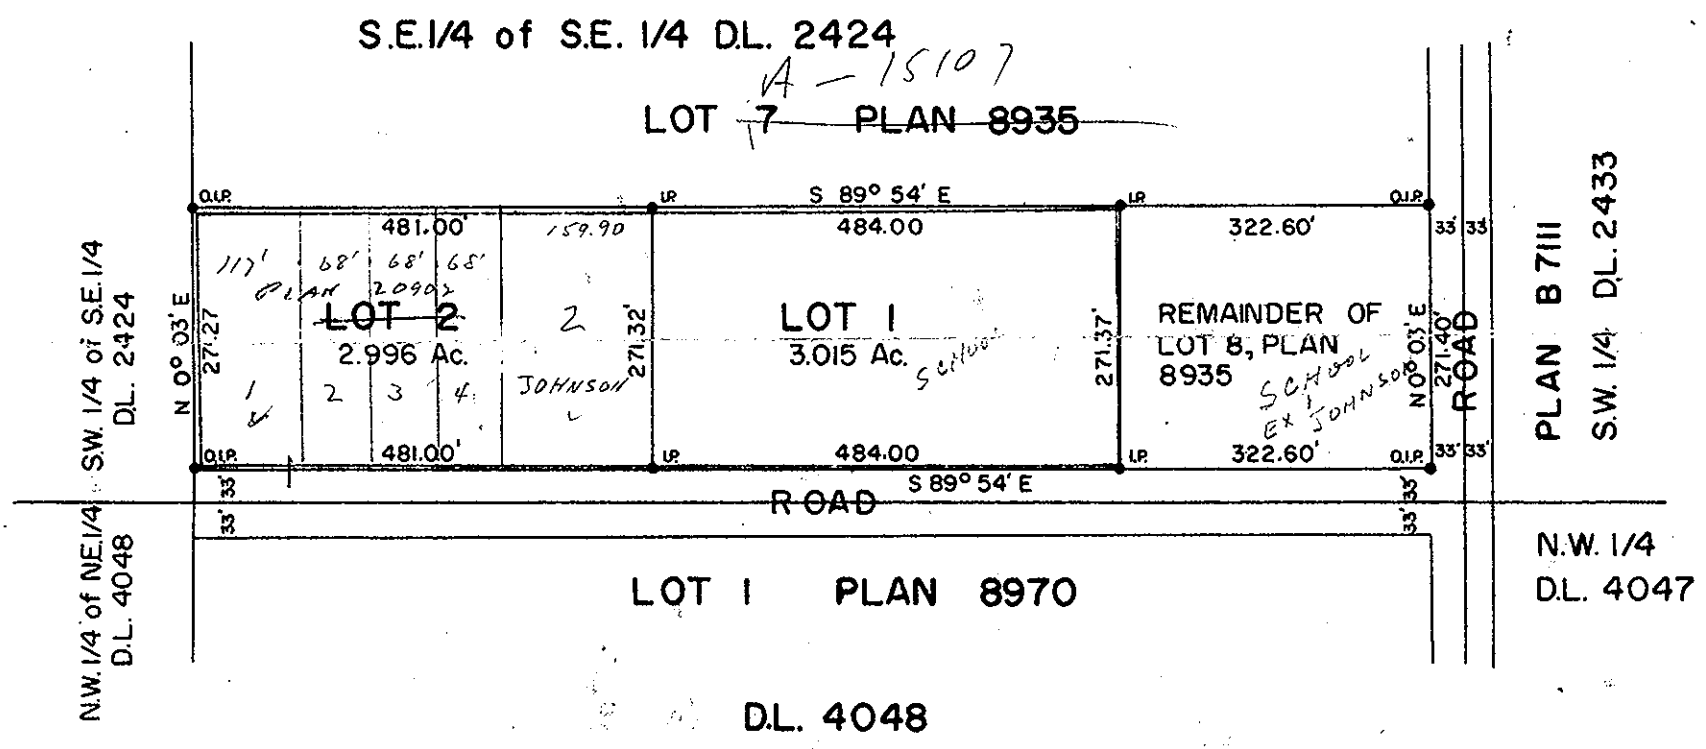 S.E.1/4 of S.E. 1/4 D.L. 2424
A - 15107
LOT 7 PLAN 8935
O.I.P.
I.P.
S 89° 54' E
I.P.
O.I.P.
481.00'
159.90
484.00
322.60'
33' 33'
117' 68' 68' 68'
PLAN 20902
LOT 2
2.996 Ac.
1 2 3 4
2
JOHNSON
LOT 1
3.015 Ac.
SCHOOL
REMAINDER OF
LOT 8, PLAN
8935
SCHOOL
EX JOHNSON
N 0° 03' E
271.27
271.32'
271.37'
N 0° 03' E
271.40'
ROAD
S.W. 1/4 of S.E.1/4
D.L. 2424
PLAN B 7111
S.W. 1/4 D.L. 2433
O.I.P.
481.00'
I.P.
484.00
I.P.
322.60'
O.I.P.
33' 33'
S 89° 54' E
33' 33'
ROAD
33' 33'
N.W.1/4 of N.E.1/4
D.L. 4048
LOT 1 PLAN 8970
N.W. 1/4
D.L. 4047
D.L. 4048